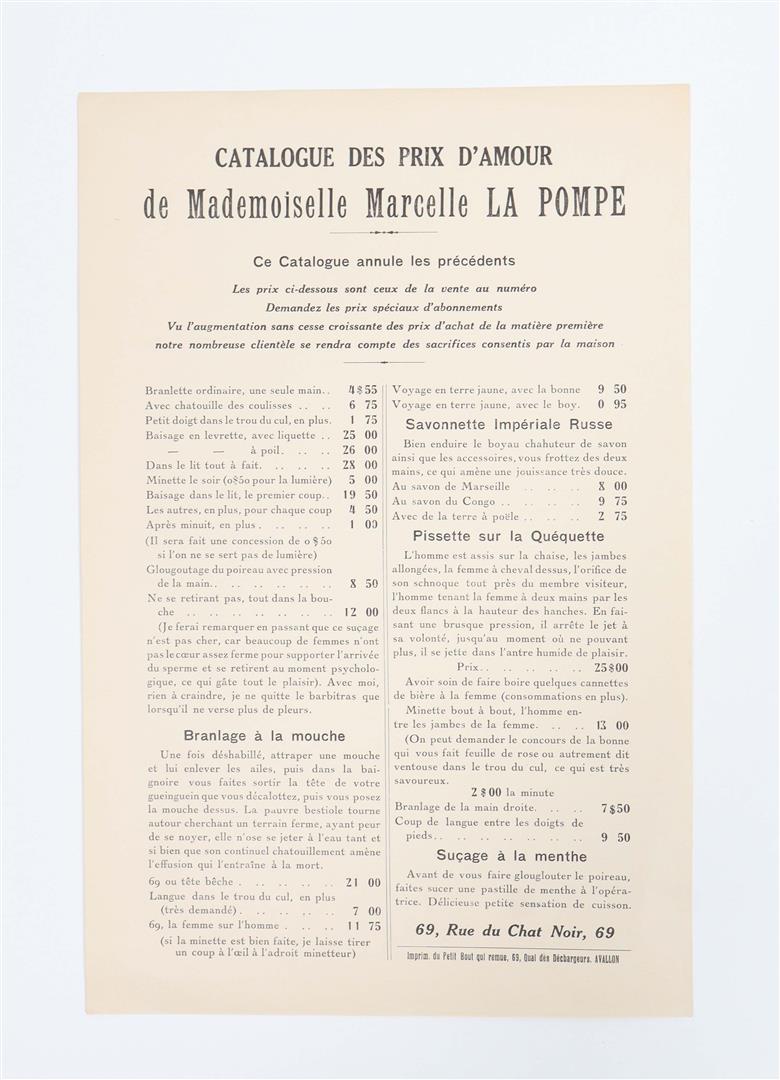 CATALOGUE DES PRIX D'AMOUR
de Mademoiselle Marcelle LA POMPE
Ce Catalogue annule les précédents
Les prix ci-dessous sont ceux de la vente au numéro
Demandez les prix spéciaux d'abonnements
Vu l'augmentation sans cesse croissante des prix d'achat de la matière première
notre nombreuse clientèle se rendra compte des sacrifices consentis par la maison
Branlette ordinaire, une seule main.. 4$55
Avec chatouille des coulisses .. .. 6 75
Petit doigt dans le trou du cul, en plus. 1 75
Baisage en levrette, avec liquette .. 25 00
— — à poil. .. .. 26 00
Dans le lit tout à fait. .. .. .. 28 00
Minette le soir (0$50 pour la lumière) 5 00
Baisage dans le lit, le premier coup.. 19 50
Les autres, en plus, pour chaque coup 4 50
Après minuit, en plus . .. .. .. 1 00
(Il sera fait une concession de 0$50
si l'on ne se sert pas de lumière)
Glougoutage du poireau avec pression
de la main.. .. .. .. .. .. 8 50
Ne se retirant pas, tout dans la bou-
che .. .. .. .. .. .. .. 12 00
(Je ferai remarquer en passant que ce suçage
n'est pas cher, car beaucoup de femmes n'ont
pas le cœur assez ferme pour supporter l'arrivée
du sperme et se retirent au moment psycholo-
gique, ce qui gâte tout le plaisir). Avec moi,
rien à craindre, je ne quitte le barbitras que
lorsqu'il ne verse plus de pleurs.
Branlage à la mouche
Une fois déshabillé, attraper une mouche
et lui enlever les ailes, puis dans la bai-
gnoire vous faites sortir la tête de votre
gueinguein que vous décalottez, puis vous posez
la mouche dessus. La pauvre bestiole tourne
autour cherchant un terrain ferme, ayant peur
de se noyer, elle n'ose se jeter à l'eau tant et
si bien que son continuel chatouillement amène
l'effusion qui l'entraîne à la mort.
69 ou tête bêche . .. .. .. .. 21 00
Langue dans le trou du cul, en plus
(très demandé) . .. .. .. .. 7 00
69, la femme sur l'homme . .. .. 11 75
(si la minette est bien faite, je laisse tirer
un coup à l'œil à l'adroit minetteur)
Voyage en terre jaune, avec la bonne 9 50
Voyage en terre jaune, avec le boy. 0 95
Savonnette Impériale Russe
Bien enduire le boyau chahuteur de savon
ainsi que les accessoires, vous frottez des deux
mains, ce qui amène une jouissance très douce.
Au savon de Marseille .. .. .. 8 00
Au savon du Congo .. .. .. .. 9 75
Avec de la terre à poële .. .. .. 2 75
Pissette sur la Quéquette
L'homme est assis sur la chaise, les jambes
allongées, la femme à cheval dessus, l'orifice de
son schnoque tout près du membre visiteur,
l'homme tenant la femme à deux mains par les
deux flancs à la hauteur des hanches. En fai-
sant une brusque pression, il arrête le jet à
sa volonté, jusqu'au moment où ne pouvant
plus, il se jette dans l'antre humide de plaisir.
Prix.. .. .. .. .. 25$00
Avoir soin de faire boire quelques cannettes
de bière à la femme (consommations en plus).
Minette bout à bout, l'homme en-
tre les jambes de la femme. .. .. 13 00
(On peut demander le concours de la bonne
qui vous fait feuille de rose ou autrement dit
ventouse dans le trou du cul, ce qui est très
savoureux.
2$00 la minute
Branlage de la main droite. .. .. 7$50
Coup de langue entre les doigts de
pieds.. .. .. .. .. .. .. 9 50
Suçage à la menthe
Avant de vous faire glouglouter le poireau,
faites sucer une pastille de menthe à l'opéra-
trice. Délicieuse petite sensation de cuisson.
69, Rue du Chat Noir, 69
Imprim. du Petit Bout qui remue, 69, Quai des Déchargeurs. AVALLON